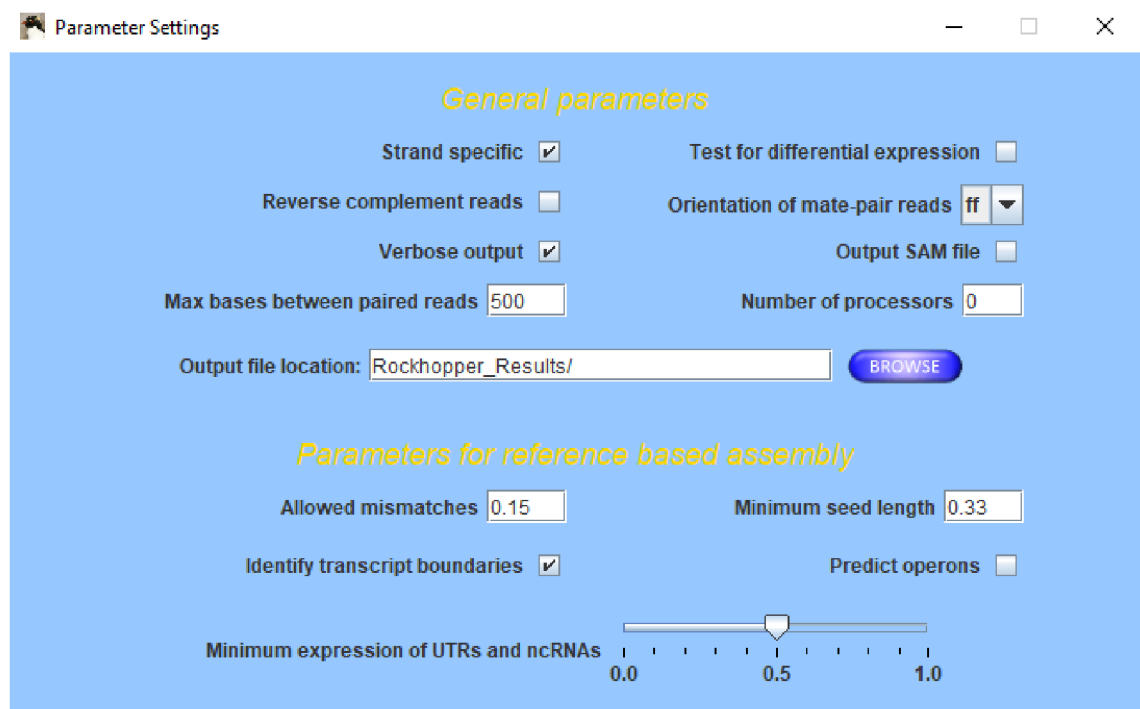 Parameter Settings
General parameters
Strand specific Test for differential expression
Reverse complement reads Orientation of mate-pair reads ff
Verbose output Output SAM file
Max bases between paired reads 500 Number of processors 0
Output file location: Rockhopper_Results/ BROWSE
Parameters for reference based assembly
Allowed mismatches 0.15 Minimum seed length 0.33
Identify transcript boundaries Predict operons
Minimum expression of UTRs and ncRNAs
0.0 0.5 1.0